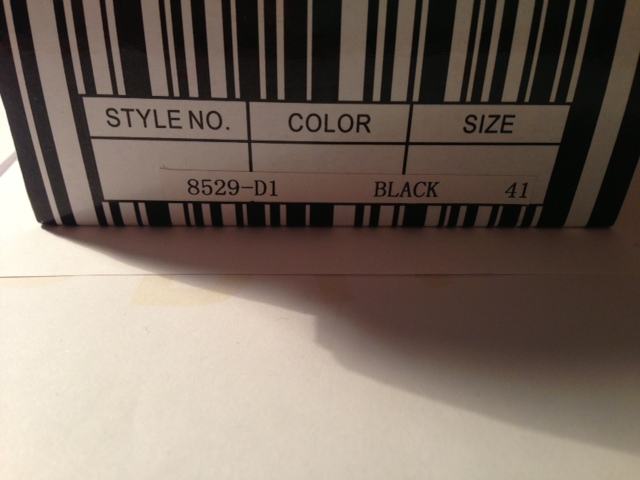 STYLE NO. COLOR SIZE
8529-D1 BLACK 41